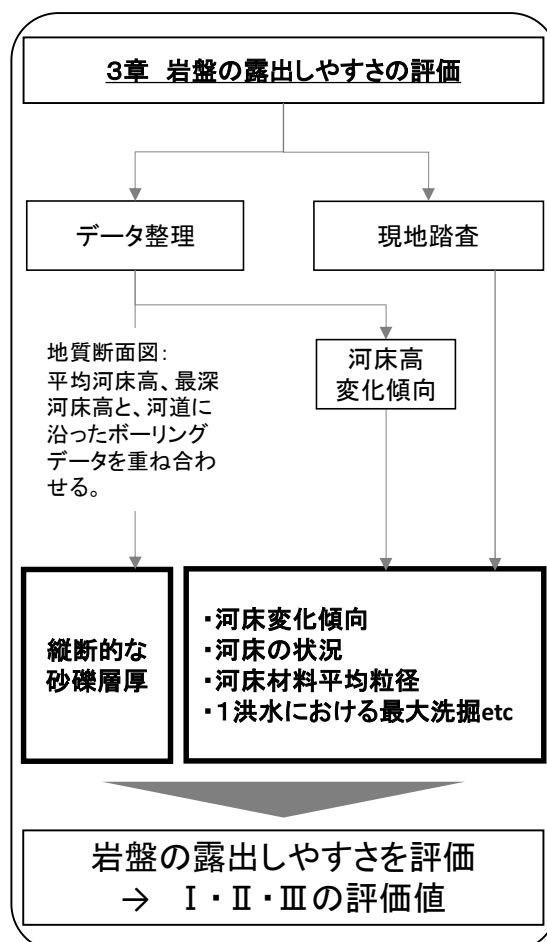 3章 岩盤の露出しやすさの評価
データ整理
現地踏査
地質断面図：
平均河床高、最深
河床高と、河道に
沿ったボーリング
データを重ね合わ
せる。
河床高
変化傾向
縦断的な
砂礫層厚
・河床変化傾向
・河床の状況
・河床材料平均粒径
・１洪水における最大洗掘etc
岩盤の露出しやすさを評価
→ Ⅰ・Ⅱ・Ⅲの評価値